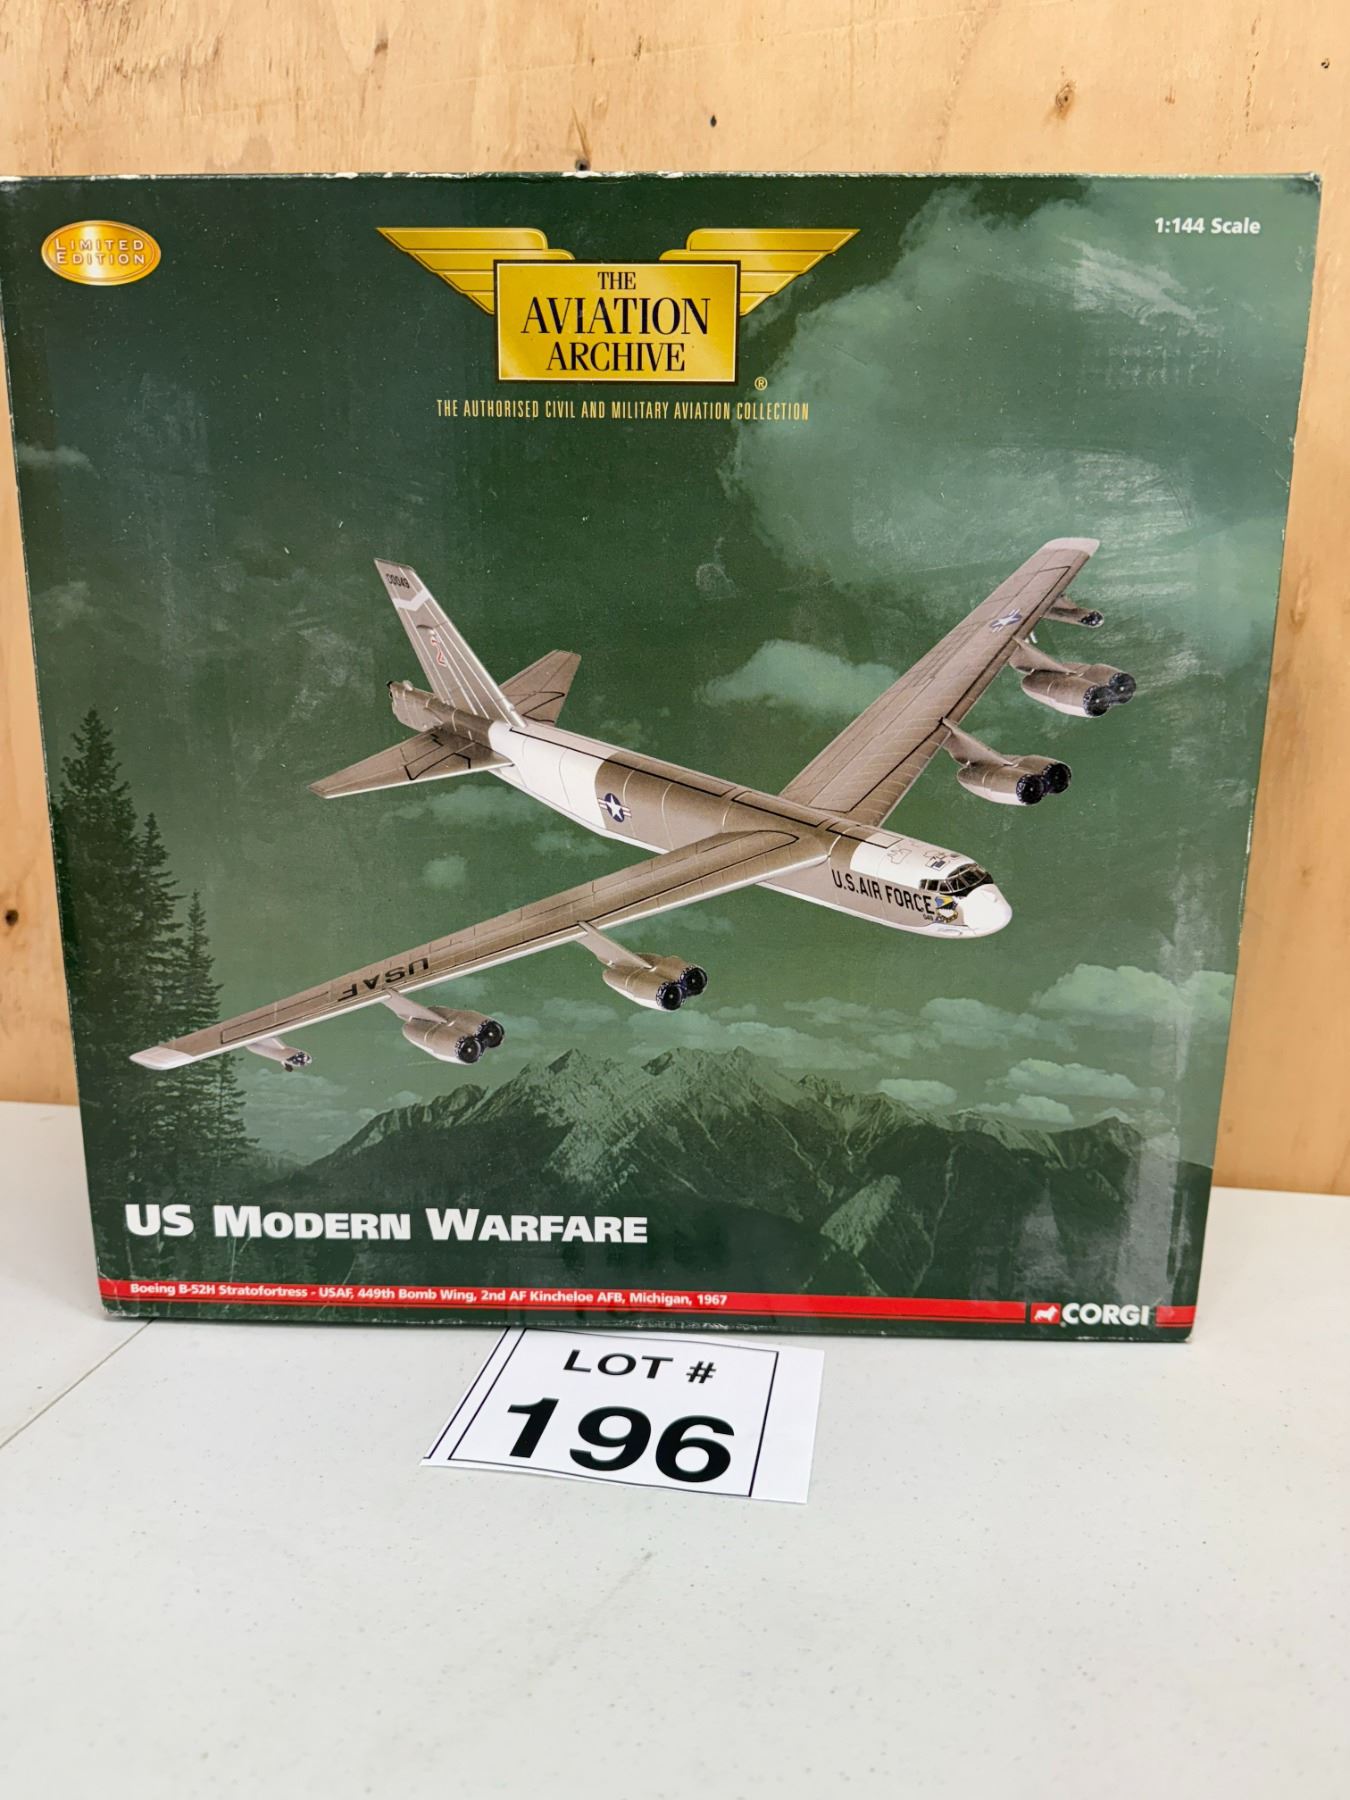 LIMITED
EDITION
1:144 Scale
THE
AVIATION
ARCHIVE
®
THE AUTHORISED CIVIL AND MILITARY AVIATION COLLECTION
00049
U.S.AIR FORCE
USAF
US MODERN WARFARE
Boeing B-52H Stratofortress - USAF, 449th Bomb Wing, 2nd AF Kincheloe AFB, Michigan, 1967
CORGI
LOT #
196